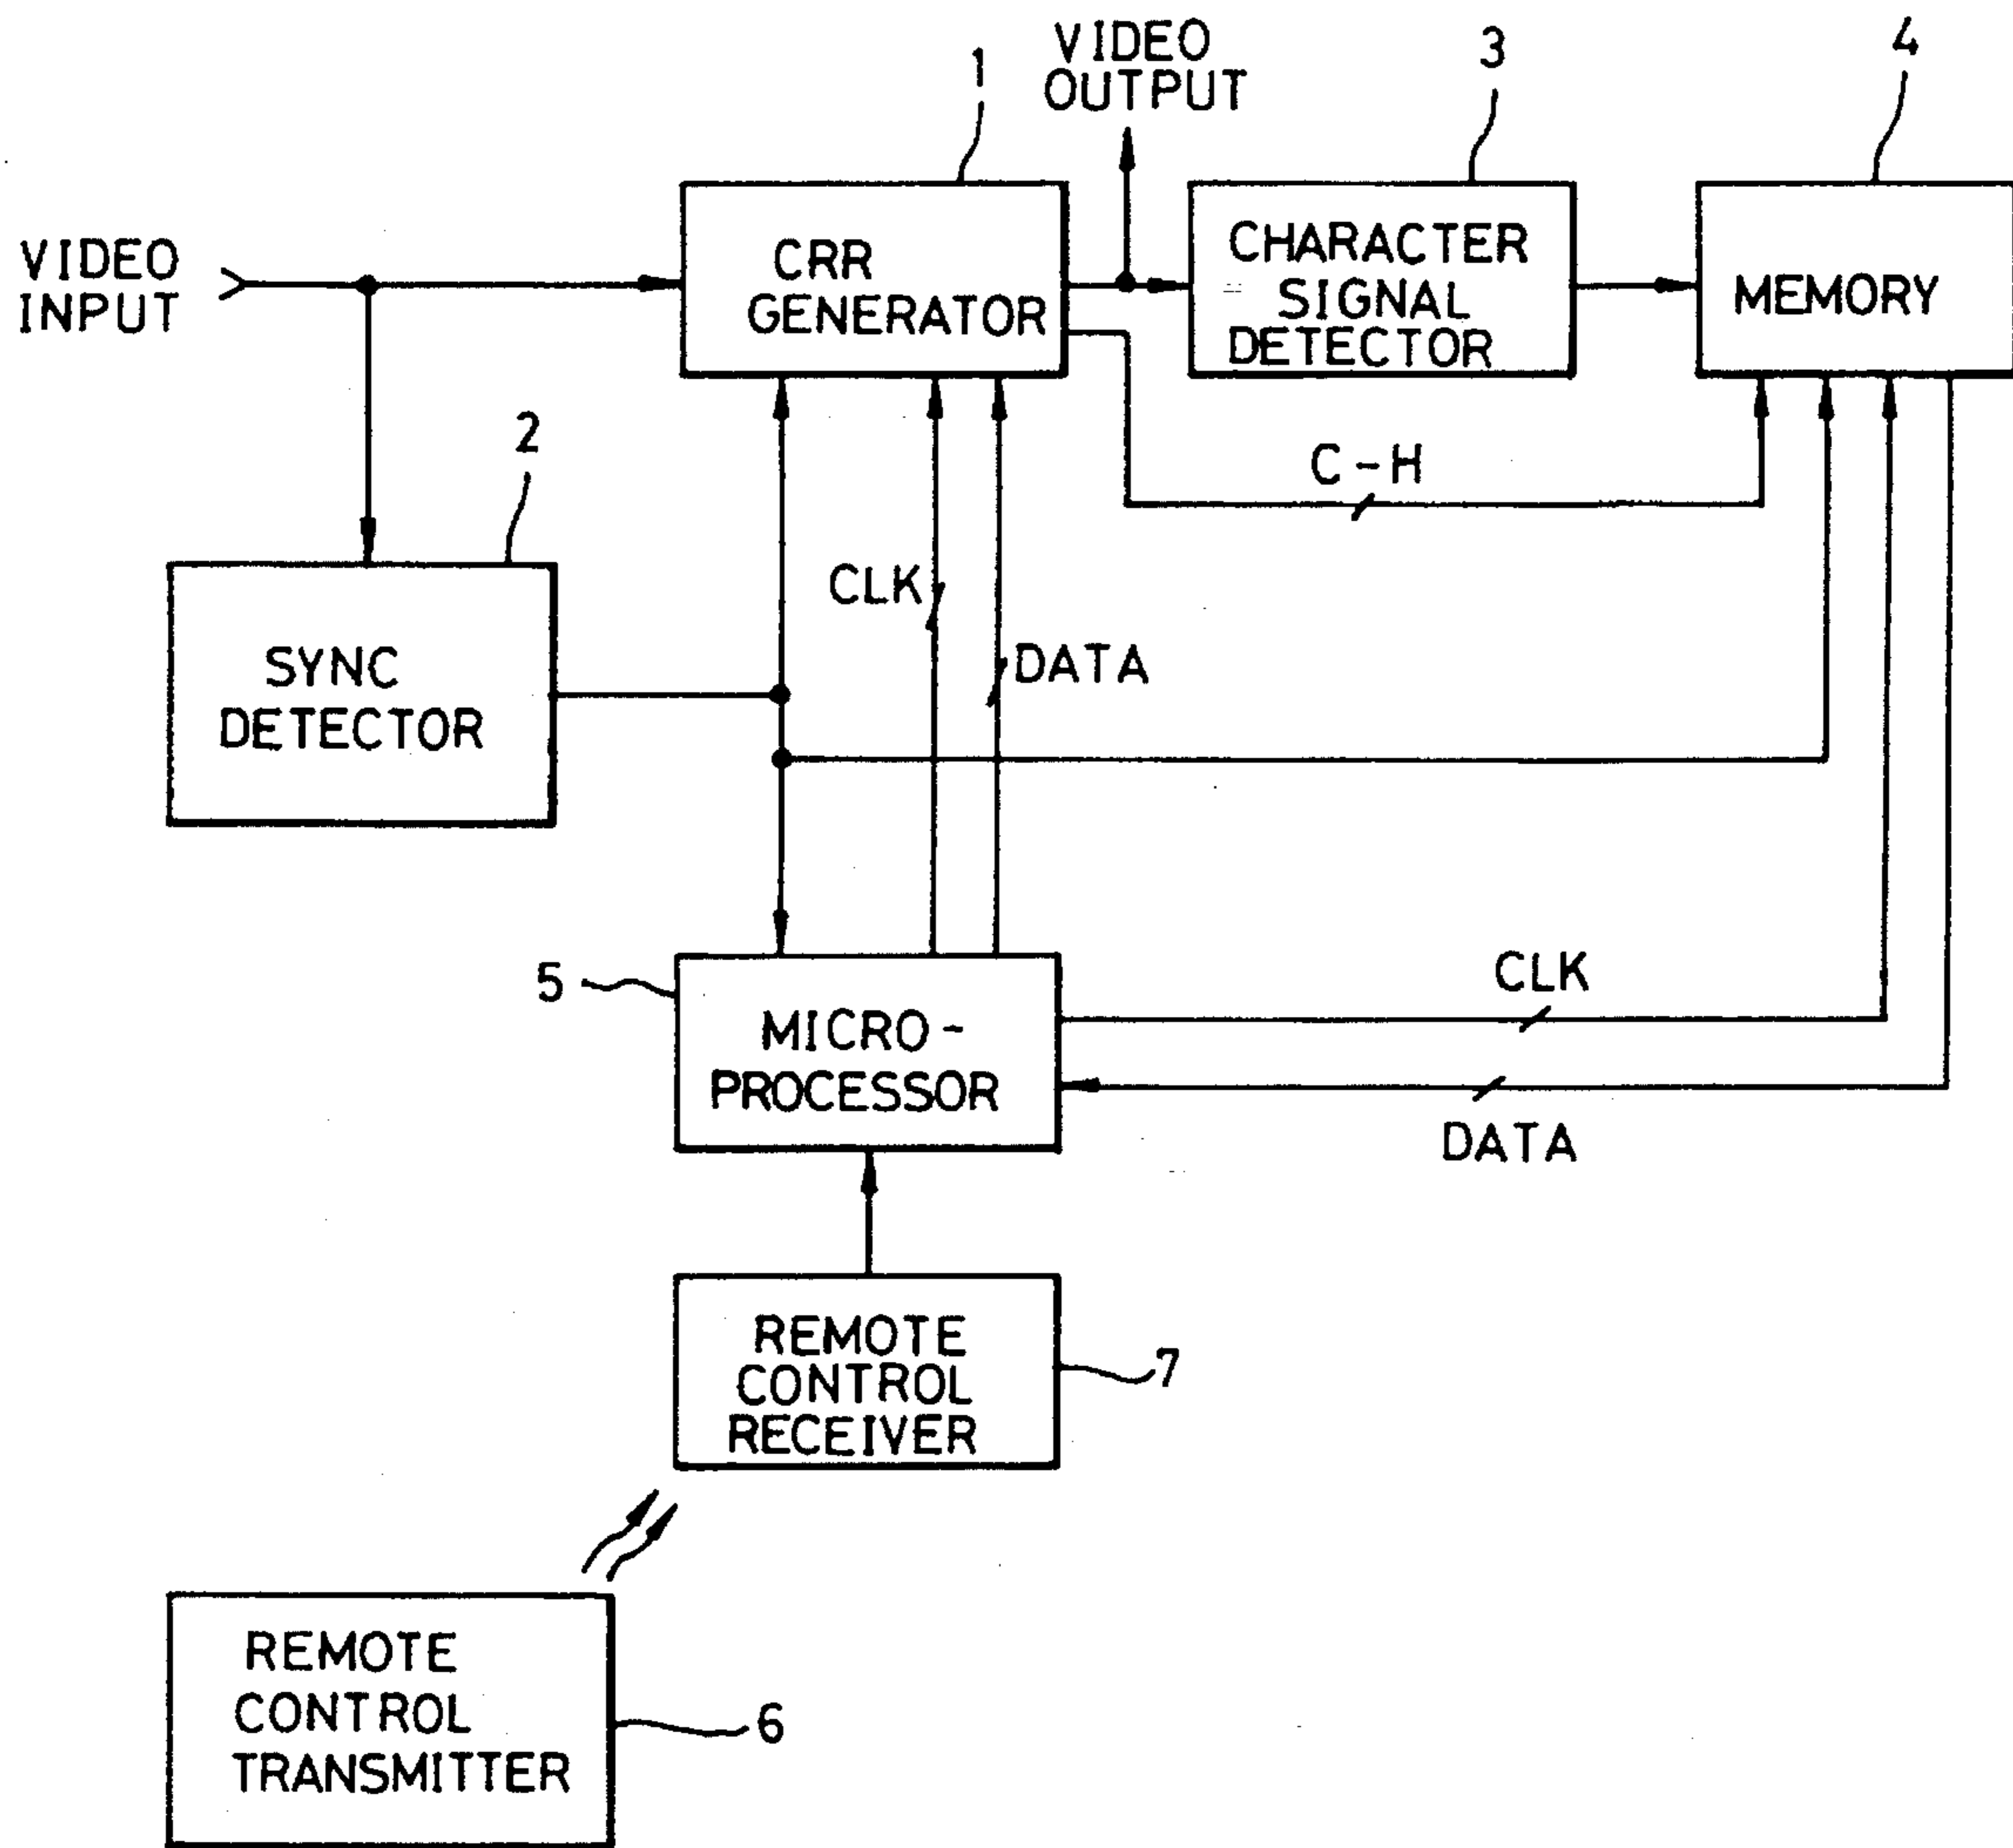 1
VIDEO
OUTPUT
3
4
VIDEO
INPUT
CRR
GENERATOR
CHARACTER
SIGNAL
DETECTOR
MEMORY
2
C-H
CLK
DATA
SYNC
DETECTOR
5
MICRO-
PROCESSOR
CLK
DATA
REMOTE
CONTROL
RECEIVER
7
REMOTE
CONTROL
TRANSMITTER
6